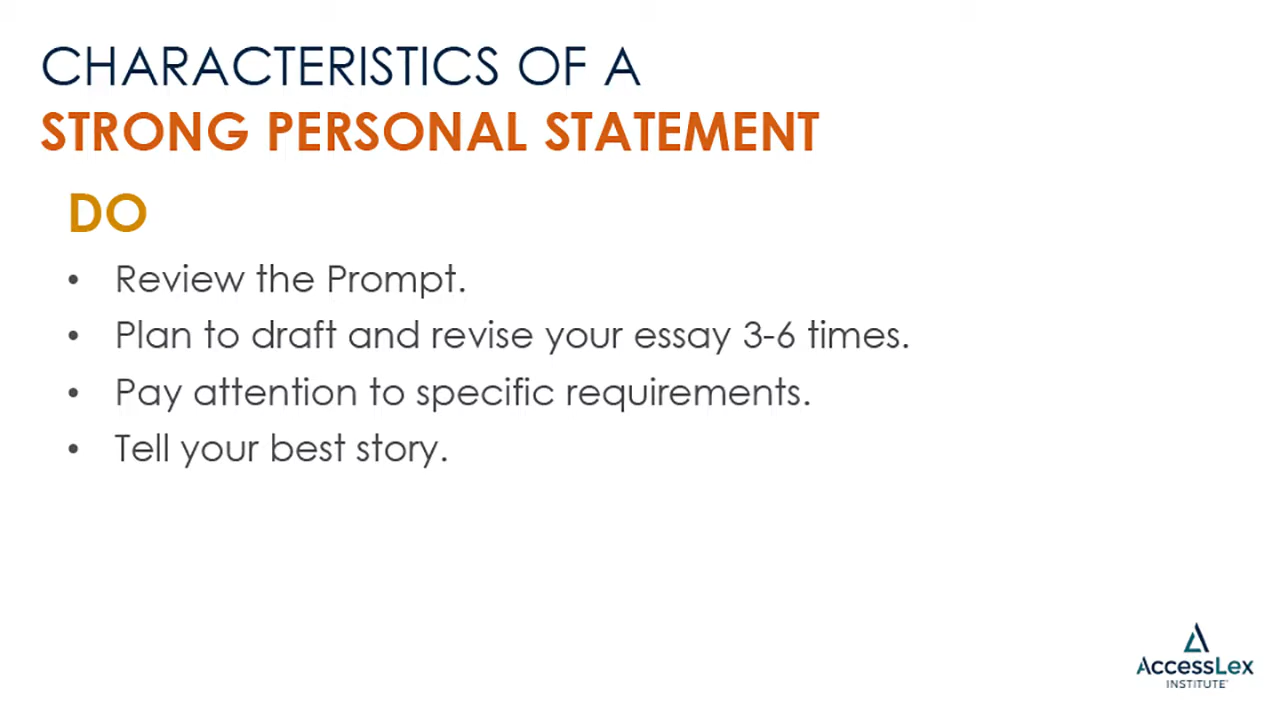 CHARACTERISTICS OF A
STRONG PERSONAL STATEMENT
DO
• Review the Prompt.
• Plan to draft and revise your essay 3-6 times.
• Pay attention to specific requirements.
• Tell your best story.
AccessLex
INSTITUTE